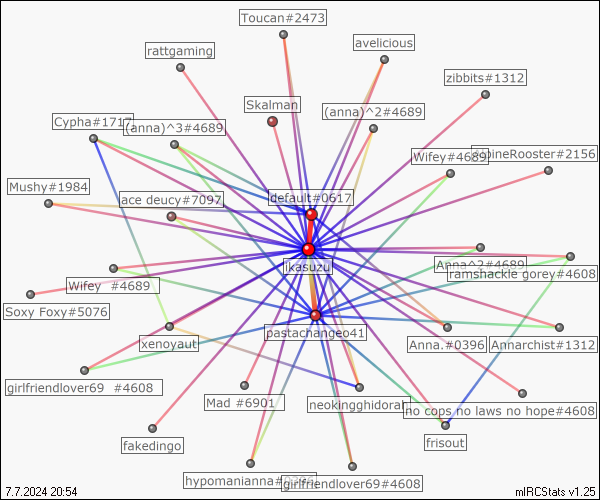 Toucan#2473
avelicious
rattgaming
zibbits#1312
Skalman
(anna)^2#4689
Cypha#1717
(anna)^3#4689
Wifey#4689
Mushy#1984
ace deucy#7097
default#0617
jkasuzu
Anna^2#4689
ramshackle gorey#4608
Wifey #4689
Soxy Foxy#5076
pastachangeo41
xenoyaut
Anna.#0396
Annarchist#1312
girlfriendlover69 #4608
Mad #6901
neokingghidorah
no cops no laws no hope#4608
fakedingo
frisout
hypomanianna
girlfriendlover69#4608
7.7.2024 20:54
mIRCStats v1.25